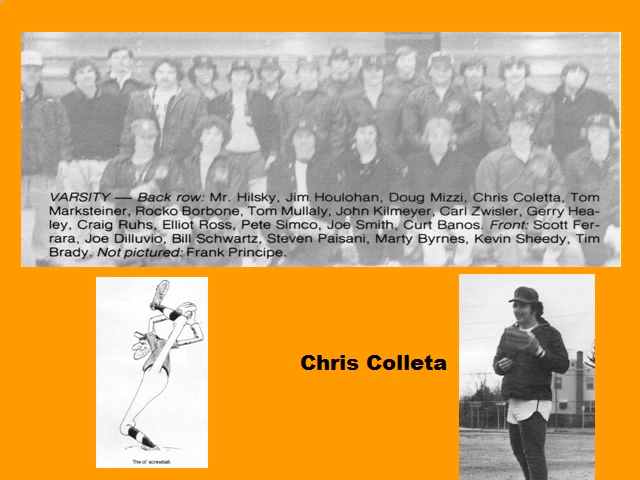 VARSITY — Back row: Mr. Hilsky, Jim Houlohan, Doug Mizzi, Chris Coletta, Tom
Marksteiner, Rocko Borbone, Tom Mullaly, John Kilmeyer, Carl Zwisler, Gerry Hea-
ley, Craig Ruhs, Elliot Ross, Pete Simco, Joe Smith, Curt Banos. Front: Scott Fer-
rara, Joe Dilluvio, Bill Schwartz, Steven Paisani, Marty Byrnes, Kevin Sheedy, Tim
Brady. Not pictured: Frank Principe.
Chris Colleta
The ol' screwball.